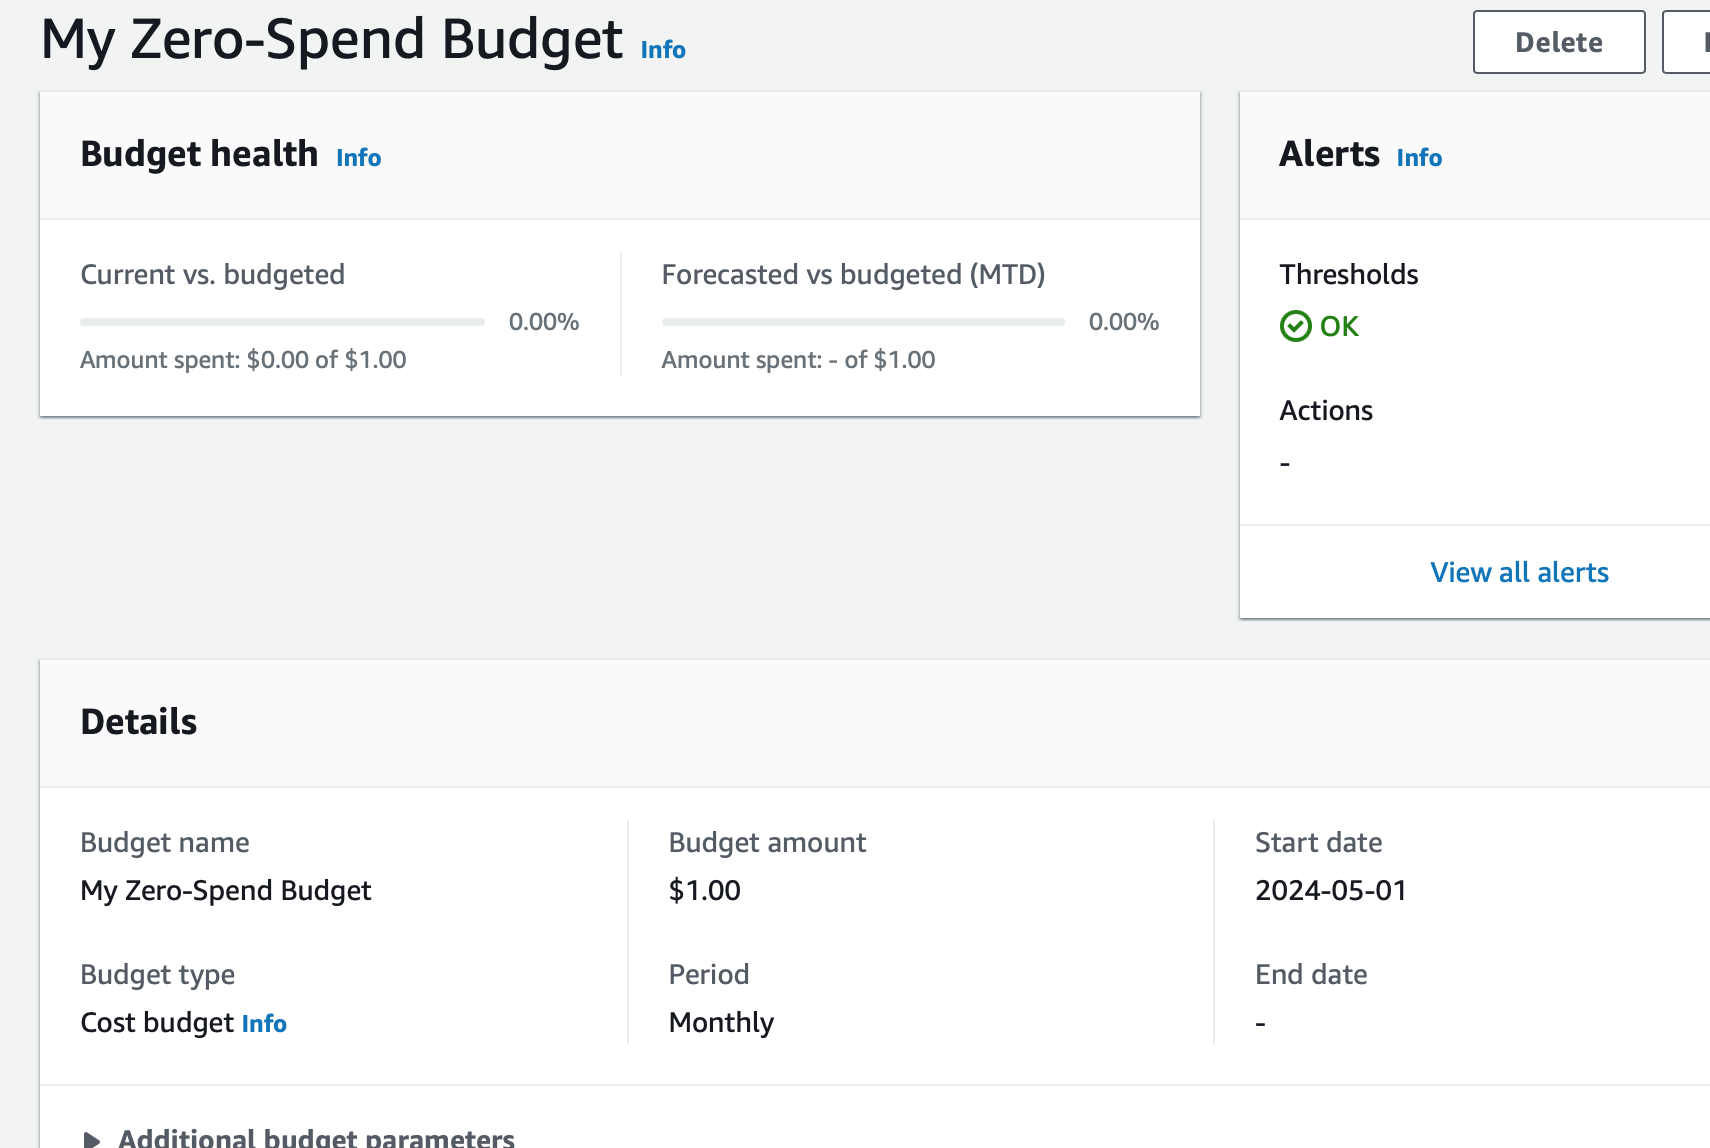 My Zero-Spend Budget Info
Delete
Budget health Info
Current vs. budgeted
0.00%
Amount spent: $0.00 of $1.00
Forecasted vs budgeted (MTD)
0.00%
Amount spent: - of $1.00
Alerts Info
Thresholds
OK
Actions
-
View all alerts
Details
Budget name
My Zero-Spend Budget
Budget type
Cost budget Info
Budget amount
$1.00
Period
Monthly
Start date
2024-05-01
End date
-
Additional budget parameters